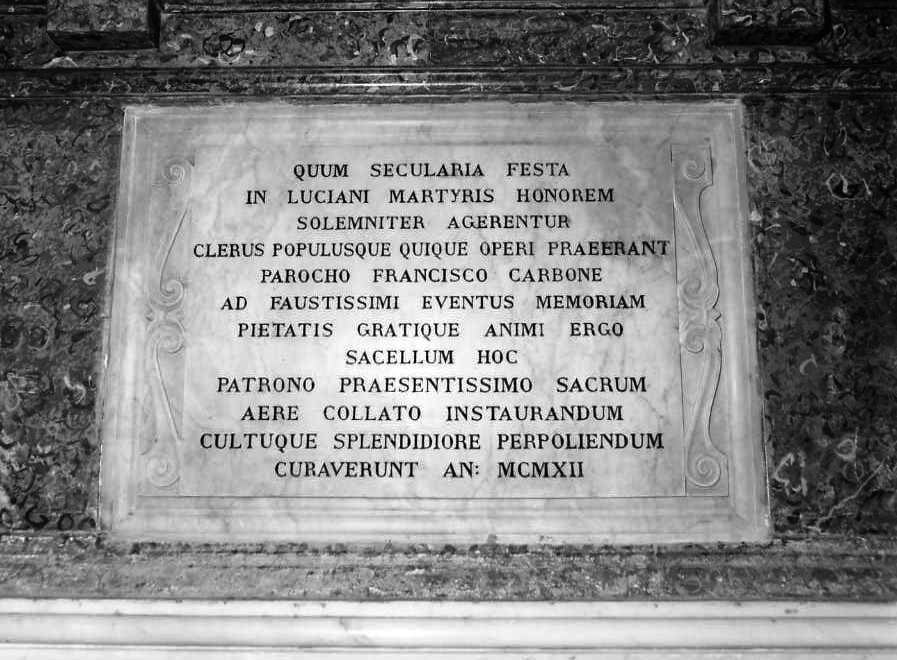 QUUM SECULARIA FESTA
IN LUCIANI MARTYRIS HONOREM
SOLEMNITER AGERENTUR
CLERUS POPULUSQUE QUIQUE OPERI PRAEERANT
PAROCHO FRANCISCO CARBONE
AD FAUSTISSIMI EVENTUS MEMORIAM
PIETATIS GRATIQUE ANIMI ERGO
SACELLUM HOC
PATRONO PRAESENTISSIMO SACRUM
AERE COLLATO INSTAURANDUM
CULTUQUE SPLENDIDIORE PERPOLIENDUM
CURAVERUNT AN: MCMXII